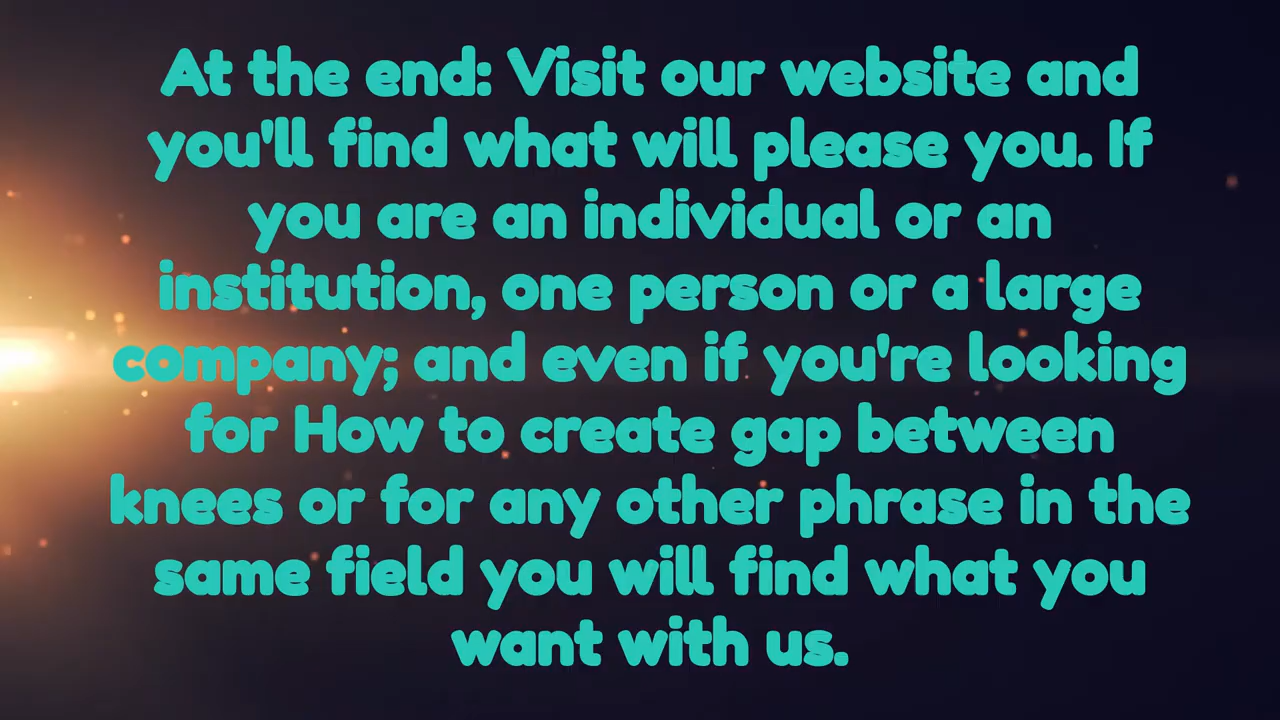 At the end: Visit our website and
you'll find what will please you. If
you are an individual or an
institution, one person or a large
company; and even if you're looking
for How to create gap between
knees or for any other phrase in the
same field you will find what you
want with us.